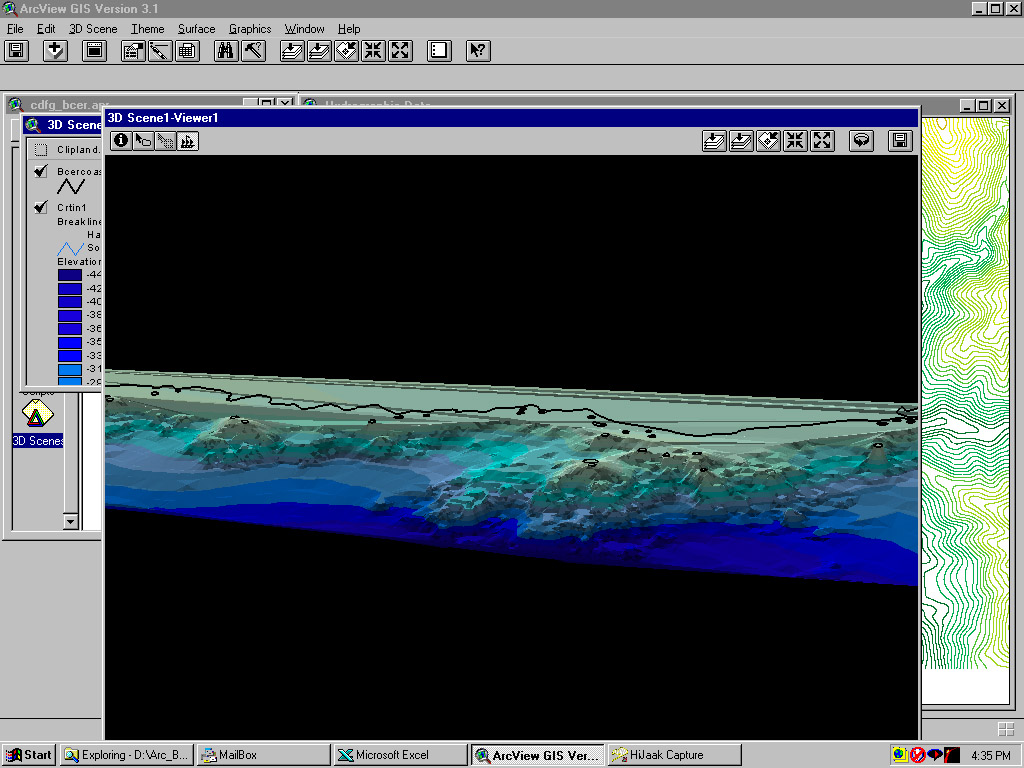 ArcView GIS Version 3.1
File Edit 3D Scene Theme Surface Graphics Window Help
cdfg_bcer.apr
Hydrographic Data
3D Scene
3D Scene1-Viewer1
Clipland.
Bcercoas
Crtin1
Breakline
Ha
So
Elevation
-44
-42
-40
-38
-36
-35
-33
-31
-29
Scripts
3D Scenes
Start
Exploring - D:\Arc_B...
MailBox
Microsoft Excel
ArcView GIS Ver...
HiJaak Capture
4:35 PM